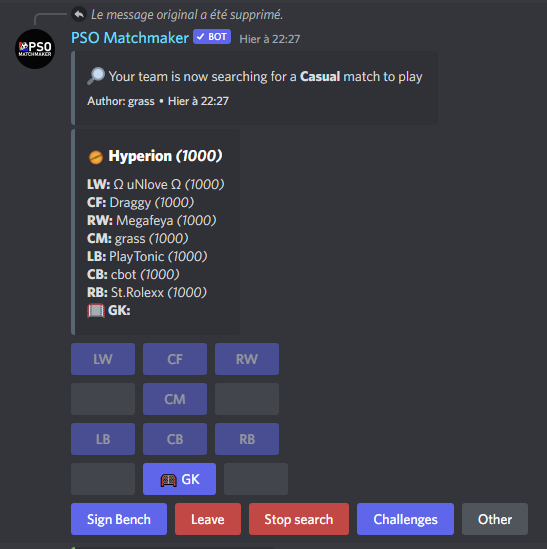 Le message original a été supprimé.
PSO
MATCHMAKER
PSO Matchmaker ✓ BOT Hier à 22:27
Your team is now searching for a Casual match to play
Author: grass • Hier à 22:27
Hyperion (1000)
LW: Ω uNlove Ω (1000)
CF: Draggy (1000)
RW: Megafeya (1000)
CM: grass (1000)
LB: PlayTonic (1000)
CB: cbot (1000)
RB: St.Rolexx (1000)
GK:
LW CF RW
CM
LB CB RB
GK
Sign Bench Leave Stop search Challenges Other